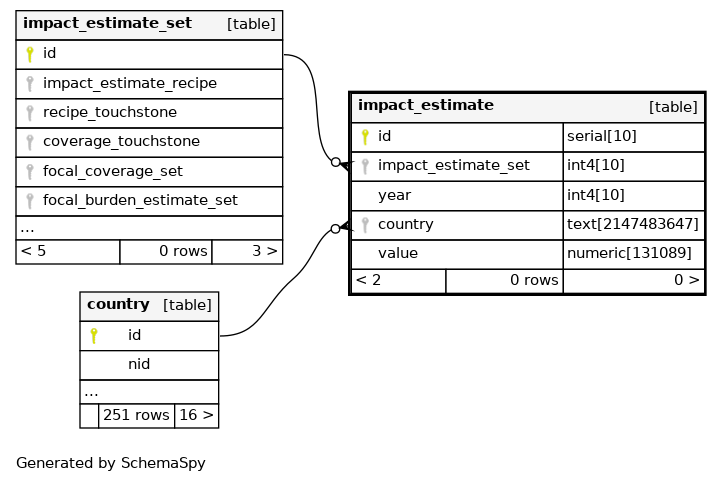 impact_estimate_set [table]
id
impact_estimate_recipe
recipe_touchstone
coverage_touchstone
focal_coverage_set
focal_burden_estimate_set
...
< 5 0 rows 3 >
impact_estimate [table]
id serial[10]
impact_estimate_set int4[10]
year int4[10]
country text[2147483647]
value numeric[131089]
< 2 0 rows 0 >
country [table]
id
nid
...
251 rows 16 >
Generated by SchemaSpy